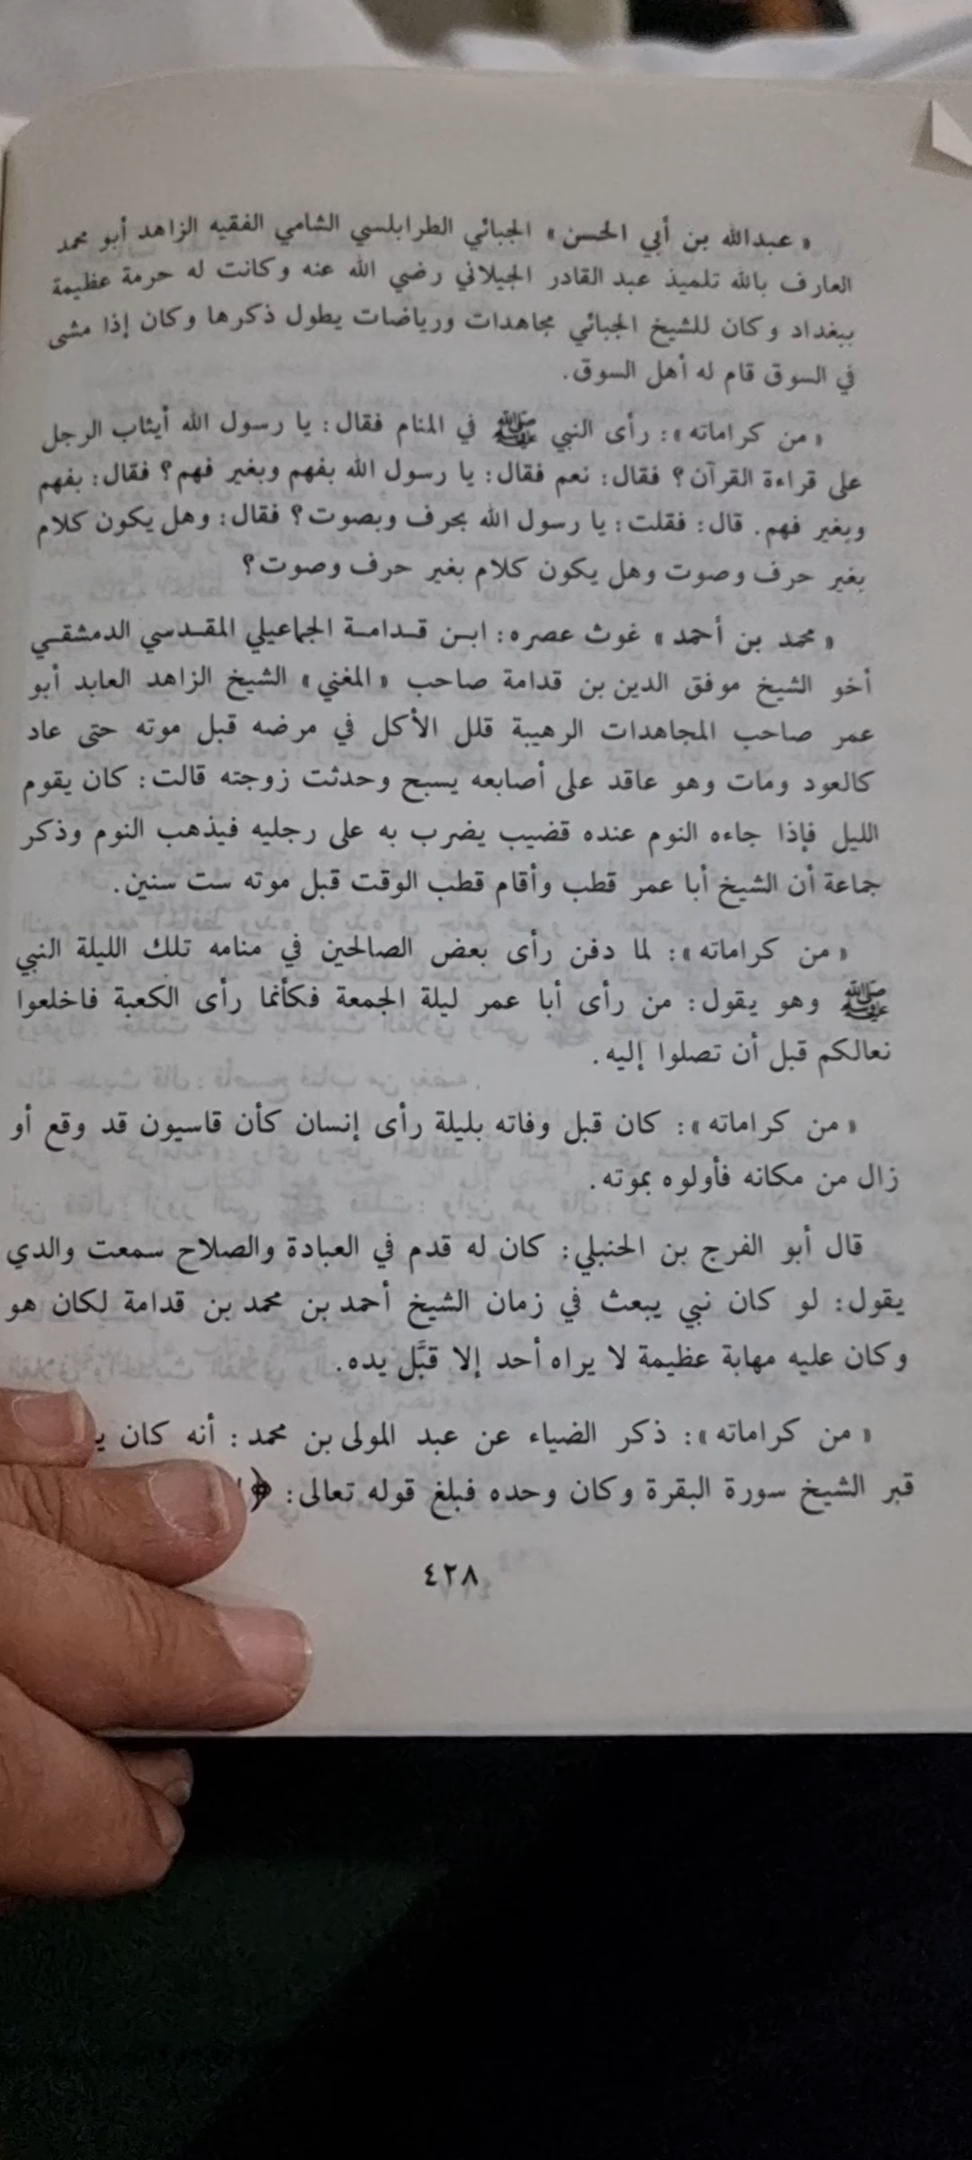 « عبدالله بن أبي الحسن » الجبائي الطرابلسي الشامي الفقيه الزاهد أبو محمد
العارف بالله تلميذ عبد القادر الجيلاني رضي الله عنه وكانت له حرمة عظيمة
ببغداد وكان للشيخ الجبائي مجاهدات ورياضات يطول ذكرها وكان إذا مشى
في السوق قام له أهل السوق.
« من كراماته »: رأى النبي ﷺ في المنام فقال: يا رسول الله أيثاب الرجل
على قراءة القرآن؟ فقال: نعم فقال: يا رسول الله بفهم وبغير فهم؟ فقال: بفهم
وبغير فهم. قال: فقلت: يا رسول الله بحرف وبصوت؟ فقال: وهل يكون كلام
بغير حرف وصوت وهل يكون كلام بغير حرف وصوت؟
« محمد بن أحمد » غوث عصره: ابن قدامة الجماعيلي المقدسي الدمشقي
أخو الشيخ موفق الدين بن قدامة صاحب « المغني » الشيخ الزاهد العابد أبو
عمر صاحب المجاهدات الرهيبة قلل الأكل في مرضه قبل موته حتى عاد
كالعود ومات وهو عاقد على أصابعه يسبح وحدثت زوجته قالت: كان يقوم
الليل فإذا جاءه النوم عنده قضيب يضرب به على رجليه فيذهب النوم وذكر
جماعة أن الشيخ أبا عمر قطب وأقام قطب الوقت قبل موته ست سنين.
« من كراماته »: لما دفن رأى بعض الصالحين في منامه تلك الليلة النبي
ﷺ وهو يقول: من رأى أبا عمر ليلة الجمعة فكأنما رأى الكعبة فاخلعوا
نعالكم قبل أن تصلوا إليه.
« من كراماته »: كان قبل وفاته بليلة رأى إنسان كأن قاسيون قد وقع أو
زال من مكانه فأولوه بموته.
قال أبو الفرج بن الحنبلي: كان له قدم في العبادة والصلاح سمعت والدي
يقول: لو كان نبي يبعث في زمان الشيخ أحمد بن محمد بن قدامة لكان هو
وكان عليه مهابة عظيمة لا يراه أحد إلا قبَّل يده.
« من كراماته »: ذكر الضياء عن عبد المولى بن محمد: أنه كان
قبر الشيخ سورة البقرة وكان وحده فبلغ قوله تعالى: ﴿
٤٢٨